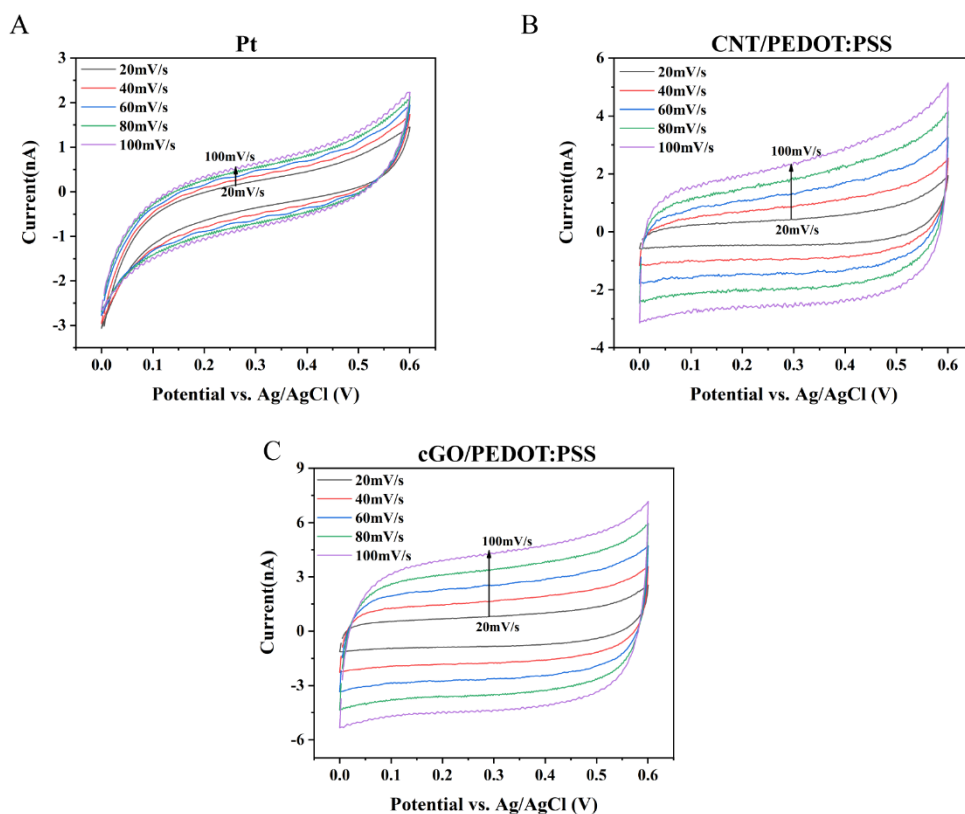 A
Pt
20mV/s
40mV/s
60mV/s
80mV/s
100mV/s
100mV/s
20mV/s
3
2
1
0
-1
-2
-3
Current(nA)
0.0 0.1 0.2 0.3 0.4 0.5 0.6
Potential vs. Ag/AgCl (V)
B
CNT/PEDOT:PSS
20mV/s
40mV/s
60mV/s
80mV/s
100mV/s
100mV/s
20mV/s
6
4
2
0
-2
-4
Current(nA)
0.0 0.1 0.2 0.3 0.4 0.5 0.6
Potential vs. Ag/AgCl (V)
C
cGO/PEDOT:PSS
20mV/s
40mV/s
60mV/s
80mV/s
100mV/s
100mV/s
20mV/s
9
6
3
0
-3
-6
Current(nA)
0.0 0.1 0.2 0.3 0.4 0.5 0.6
Potential vs. Ag/AgCl (V)